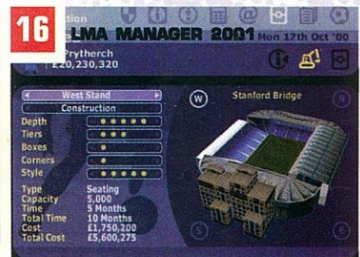 16
LMA MANAGER 2001 Mon 17th Oct '00
Prytherch
£20,230,320
West Stand
Construction
W
Stanford Bridge
Depth
Tiers
Boxes
Corners
Style
Type Seating
Capacity 5,000
Time 5 Months
Total Time 10 Months
Cost £1,750,200
Total Cost £5,600,275